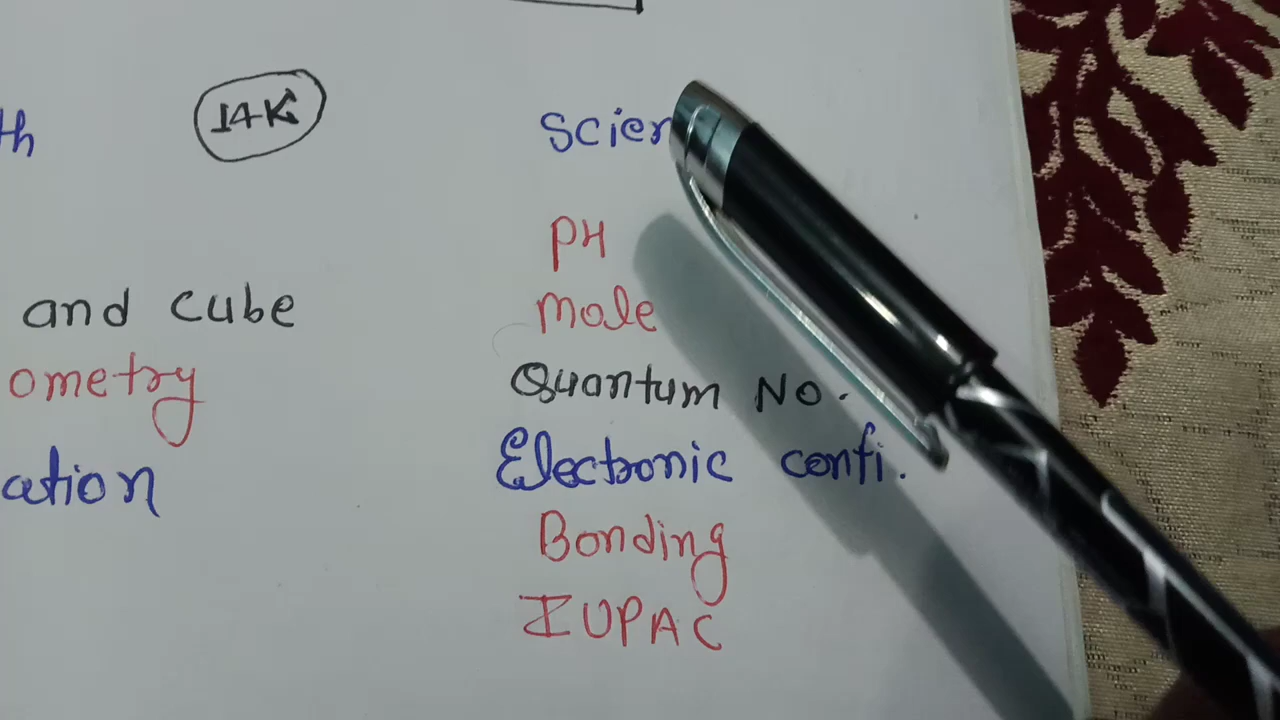 th
14K
Scien
PH
and cube
Mole
ometry
Quantum No.
ation
Electronic confi.
Bonding
IUPAC